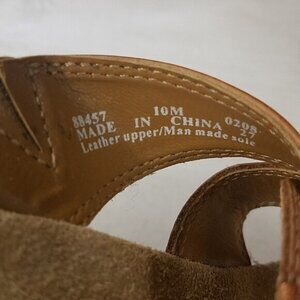 88457 10M 0208
MADE IN CHINA 27
Leather upper/Man made sole